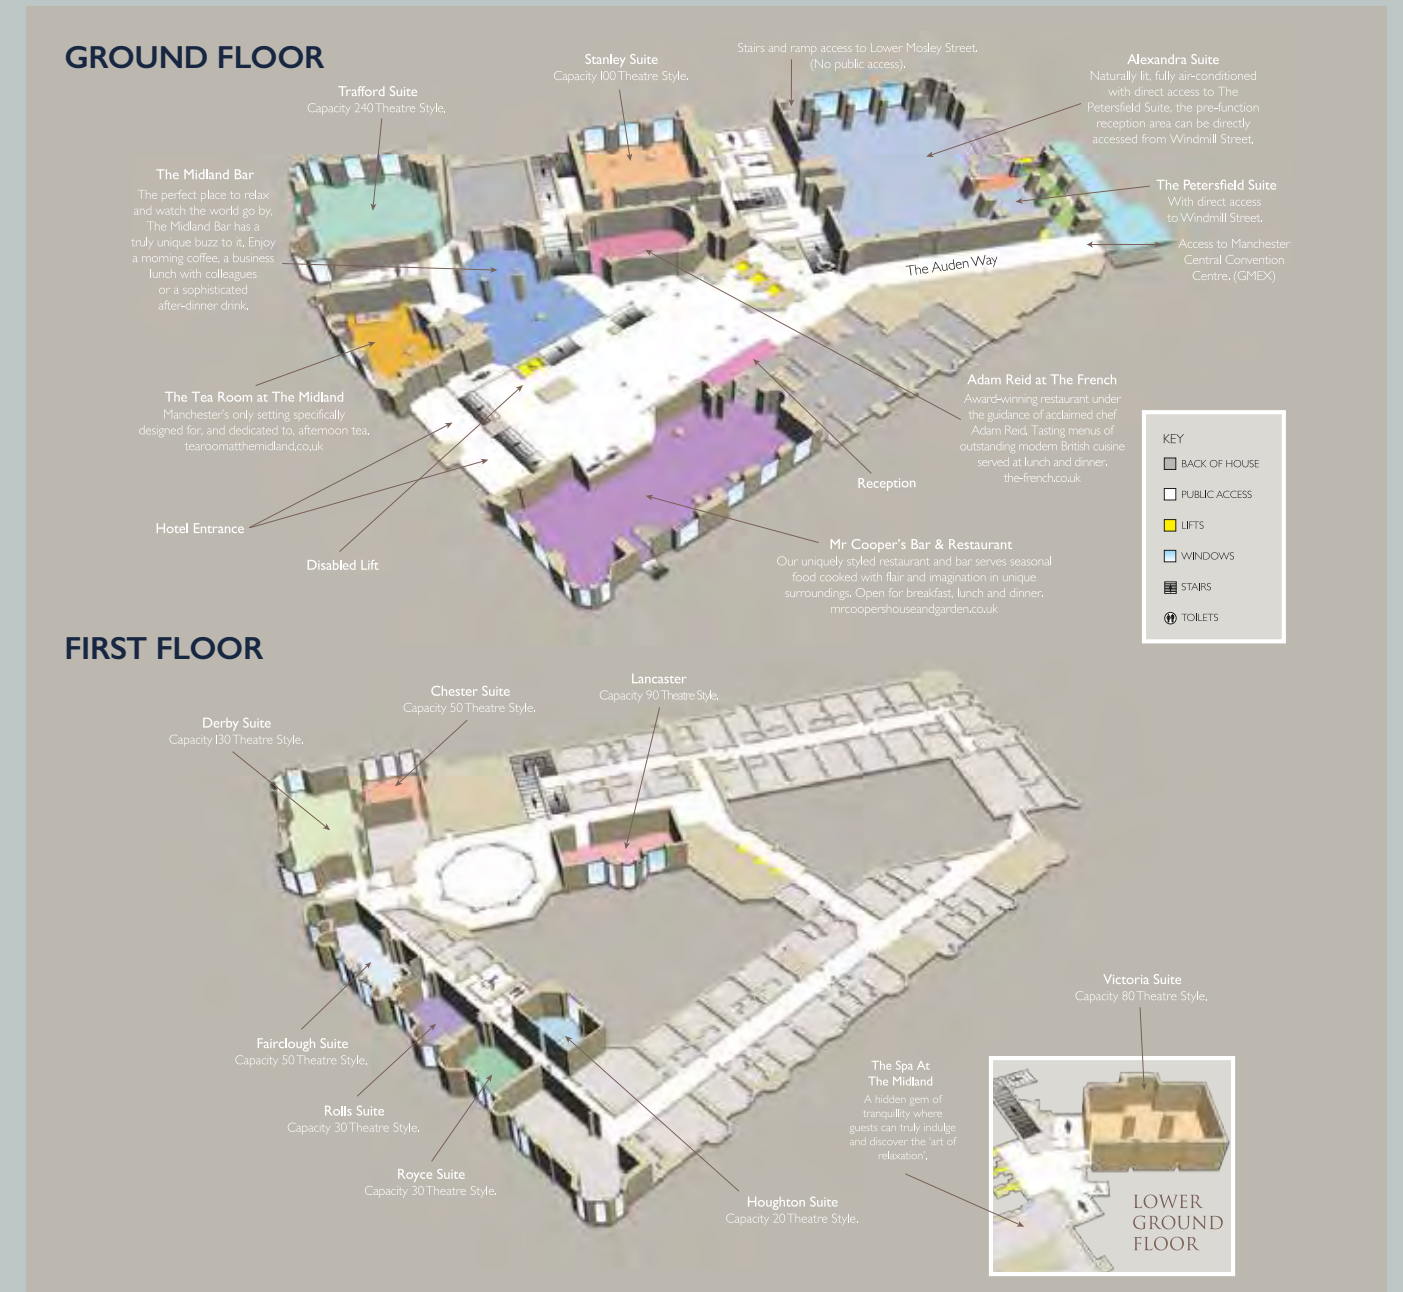 GROUND FLOOR
Trafford Suite
Capacity 240 Theatre Style.
Stanley Suite
Capacity 100 Theatre Style.
Stairs and ramp access to Lower Mosley Street.
(No public access).
Alexandra Suite
Naturally lit, fully air-conditioned
with direct access to The
Petersfield Suite, the pre-function
reception area can be directly
accessed from Windmill Street.
The Midland Bar
The perfect place to relax
and watch the world go by.
The Midland Bar has a
truly unique buzz to it. Enjoy
a morning coffee, a business
lunch with colleagues
or a sophisticated
after-dinner drink.
The Petersfield Suite
With direct access
to Windmill Street.
Access to Manchester
Central Convention
Centre. (GMEX)
The Auden Way
The Tea Room at The Midland
Manchester's only setting specifically
designed for, and dedicated to, afternoon tea.
tearoomatthemidland.co.uk
Adam Reid at The French
Award-winning restaurant under
the guidance of acclaimed chef
Adam Reid. Tasting menus of
outstanding modern British cuisine
served at lunch and dinner.
the-french.co.uk
Reception
Hotel Entrance
Disabled Lift
Mr Cooper's Bar & Restaurant
Our uniquely styled restaurant and bar serves seasonal
food cooked with flair and imagination in unique
surroundings. Open for breakfast, lunch and dinner.
mrcoopershouseandgarden.co.uk
KEY
BACK OF HOUSE
PUBLIC ACCESS
LIFTS
WINDOWS
STAIRS
TOILETS
FIRST FLOOR
Derby Suite
Capacity 130 Theatre Style.
Chester Suite
Capacity 50 Theatre Style.
Lancaster
Capacity 90 Theatre Style.
Fairclough Suite
Capacity 50 Theatre Style.
Rolls Suite
Capacity 30 Theatre Style.
Royce Suite
Capacity 30 Theatre Style.
Houghton Suite
Capacity 20 Theatre Style.
The Spa At
The Midland
A hidden gem of
tranquillity where
guests can truly indulge
and discover the 'art of
relaxation'.
Victoria Suite
Capacity 80 Theatre Style.
LOWER
GROUND
FLOOR